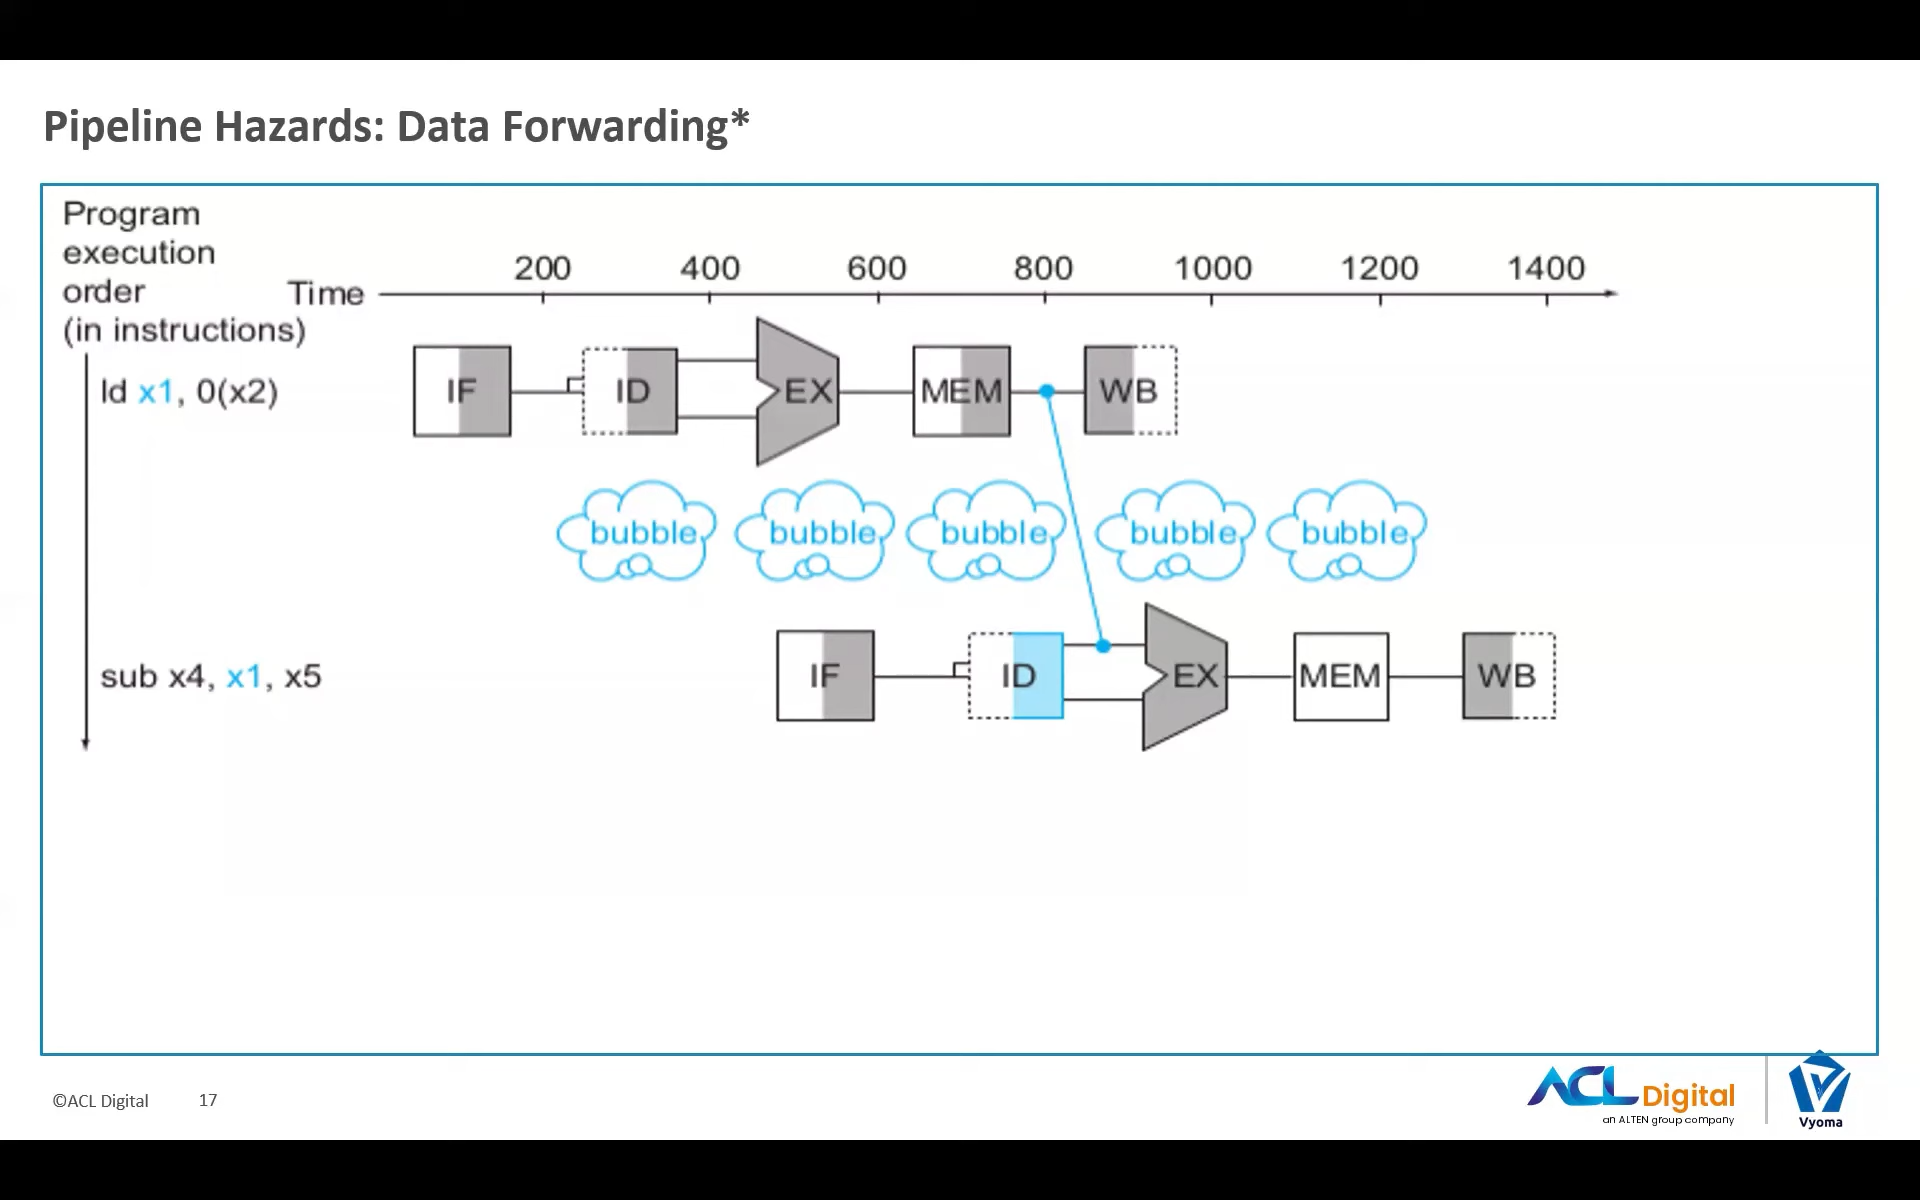 Pipeline Hazards: Data Forwarding*
Program
execution
order
(in instructions)
Time
200 400 600 800 1000 1200 1400
ld x1, 0(x2)
IF ID EX MEM WB
bubble bubble bubble bubble bubble
sub x4, x1, x5
IF ID EX MEM WB
©ACL Digital 17
ACL Digital
an ALTEN group company
Vyoma